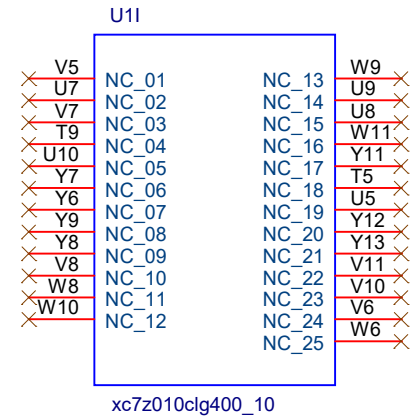 U1I
V5 NC_01 NC_13 W9
U7 NC_02 NC_14 U9
V7 NC_03 NC_15 U8
T9 NC_04 NC_16 W11
U10 NC_05 NC_17 Y11
Y7 NC_06 NC_18 T5
Y6 NC_07 NC_19 U5
Y9 NC_08 NC_20 Y12
Y8 NC_09 NC_21 Y13
V8 NC_10 NC_22 V11
W8 NC_11 NC_23 V10
W10 NC_12 NC_24 V6
NC_25 W6
xc7z010clg400_10